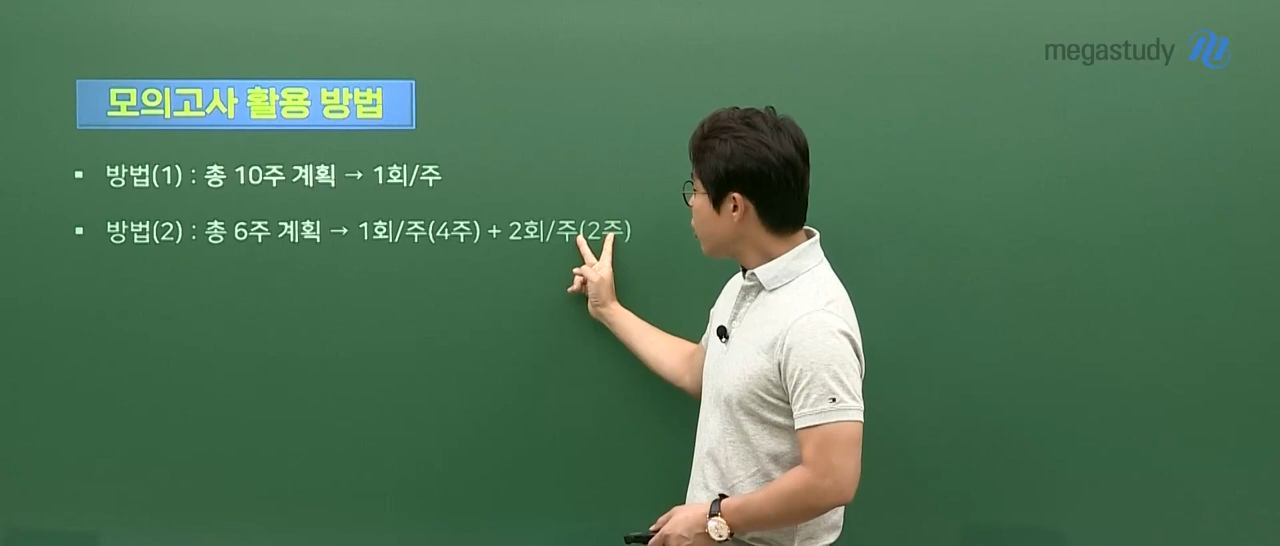 megastudy
모의고사 활용 방법
▪ 방법(1) : 총 10주 계획 → 1회/주
▪ 방법(2) : 총 6주 계획 → 1회/주(4주) + 2회/주(2주)